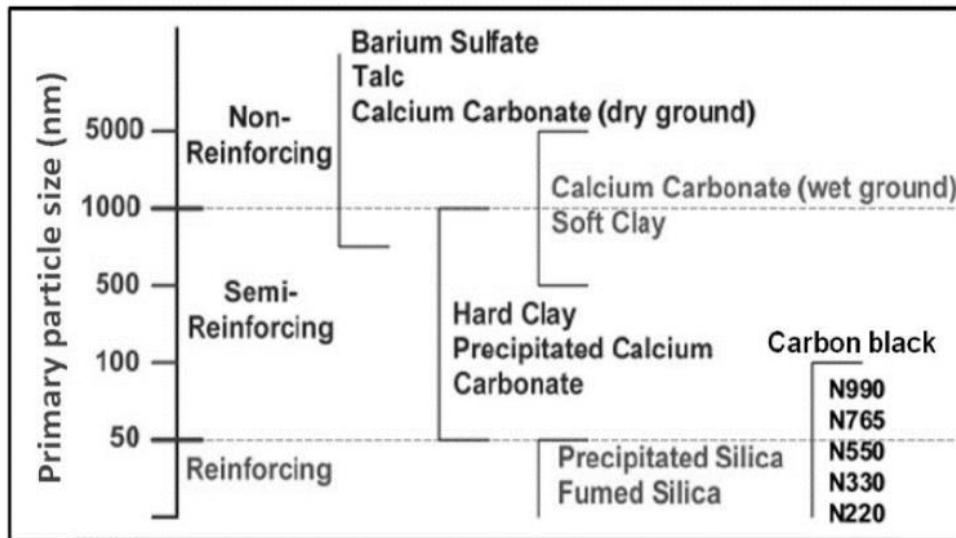 Primary particle size (nm)
5000
1000
500
100
50
Non-
Reinforcing
Semi-
Reinforcing
Reinforcing
Barium Sulfate
Talc
Calcium Carbonate (dry ground)
Calcium Carbonate (wet ground)
Soft Clay
Hard Clay
Precipitated Calcium
Carbonate
Precipitated Silica
Fumed Silica
Carbon black
N990
N765
N550
N330
N220